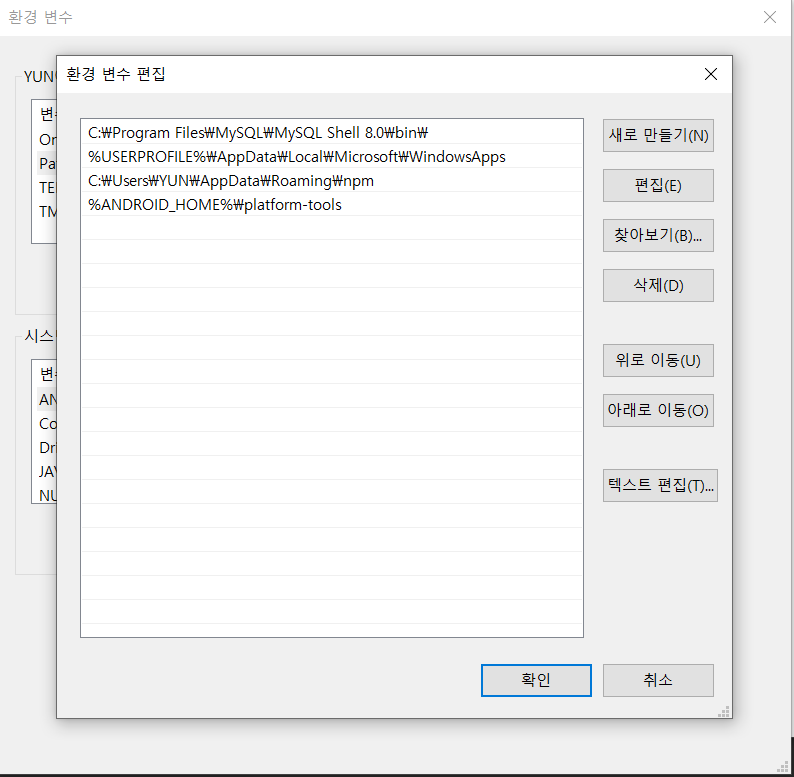 환경 변수
YUN
환경 변수 편집
C:₩Program Files₩MySQL₩MySQL Shell 8.0₩bin₩
%USERPROFILE%₩AppData₩Local₩Microsoft₩WindowsApps
C:₩Users₩YUN₩AppData₩Roaming₩npm
%ANDROID_HOME%₩platform-tools
새로 만들기(N)
편집(E)
찾아보기(B)...
삭제(D)
위로 이동(U)
아래로 이동(O)
텍스트 편집(T)...
확인
취소
변
On
Pa
TE
TM
시스
변
AN
Co
Dri
JAV
NU